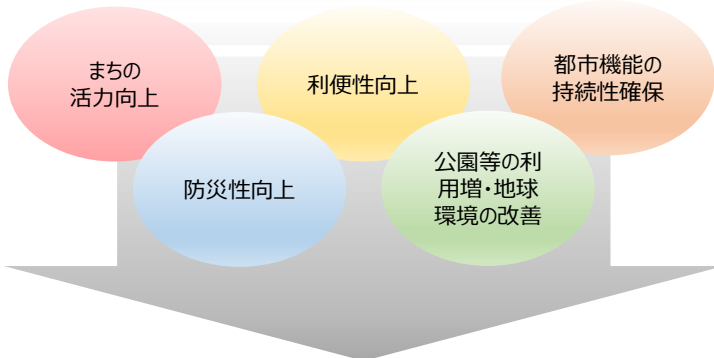 まちの
活力向上
利便性向上
都市機能の
持続性確保
防災性向上
公園等の利
用増・地球
環境の改善